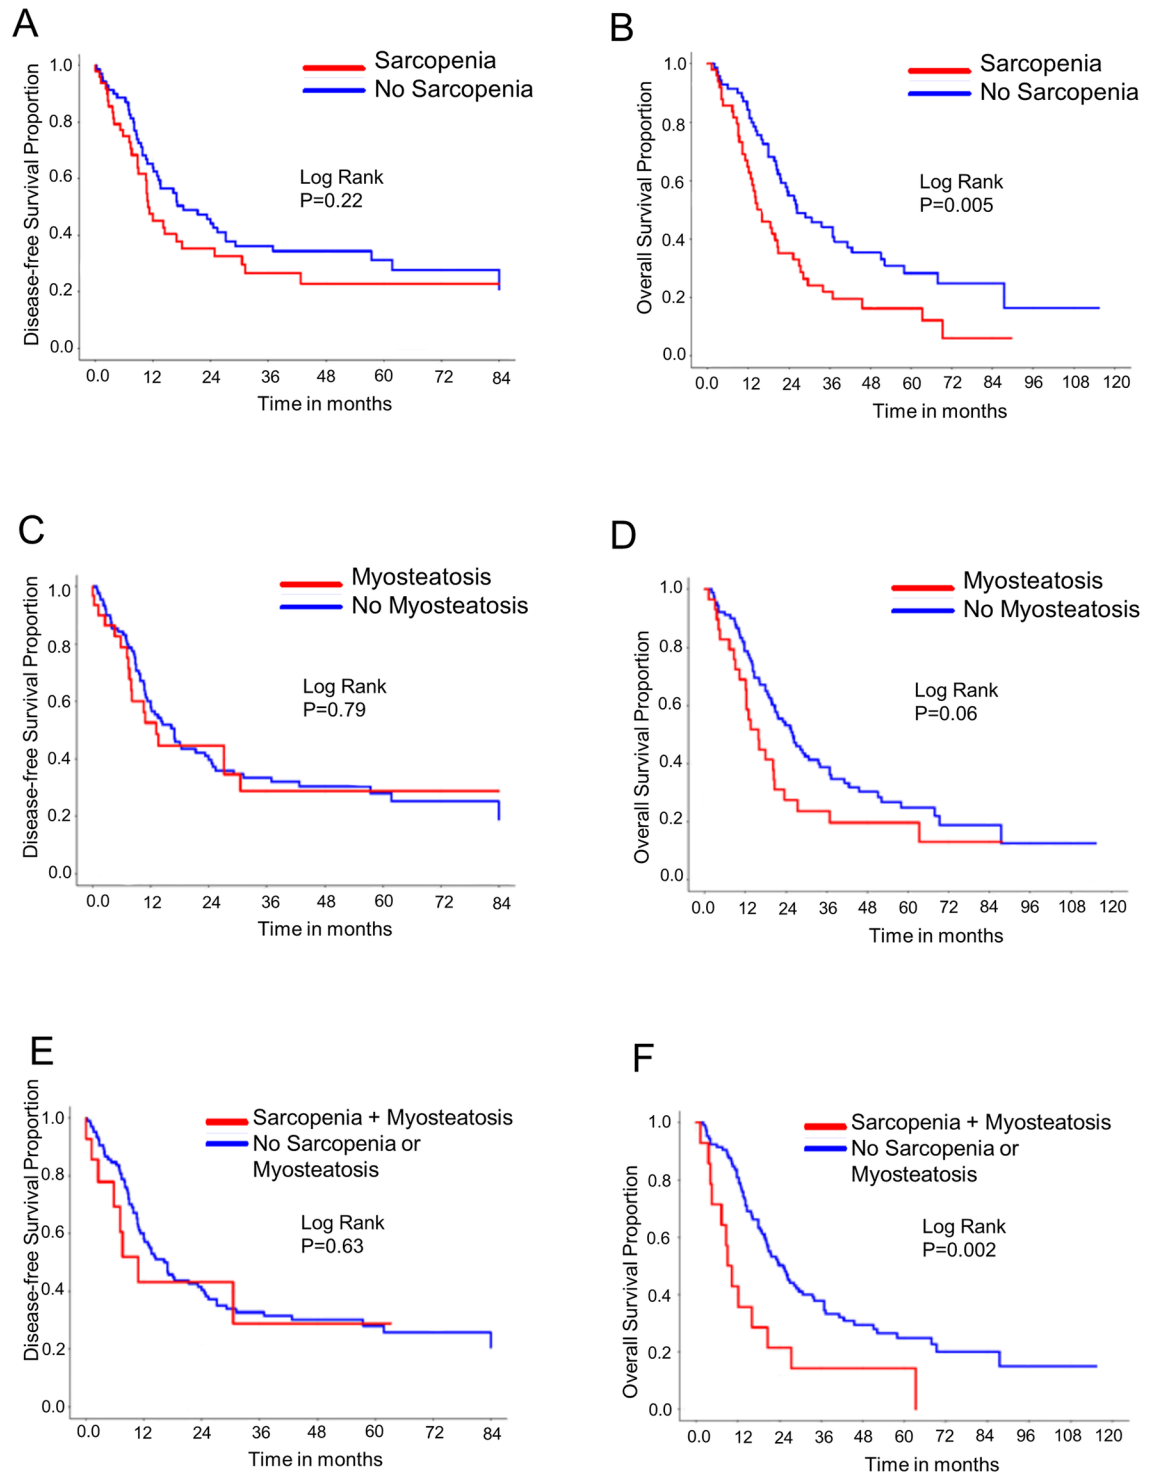 A
Disease-free Survival Proportion
1.0
0.8
0.6
0.4
0.2
0.0
Sarcopenia
No Sarcopenia
Log Rank
P=0.22
0.0 12 24 36 48 60 72 84
Time in months
B
Overall Survival Proportion
1.0
0.8
0.6
0.4
0.2
0.0
Sarcopenia
No Sarcopenia
Log Rank
P=0.005
0.0 12 24 36 48 60 72 84 96 108 120
Time in months
C
Disease-free Survival Proportion
1.0
0.8
0.6
0.4
0.2
0.0
Myosteatosis
No Myosteatosis
Log Rank
P=0.79
0.0 12 24 36 48 60 72 84
Time in months
D
Overall Survival Proportion
1.0
0.8
0.6
0.4
0.2
0.0
Myosteatosis
No Myosteatosis
Log Rank
P=0.06
0.0 12 24 36 48 60 72 84 96 108 120
Time in months
E
Disease-free Survival Proportion
1.0
0.8
0.6
0.4
0.2
0.0
Sarcopenia + Myosteatosis
No Sarcopenia or
Myosteatosis
Log Rank
P=0.63
0.0 12 24 36 48 60 72 84
Time in months
F
Overall Survival Proportion
1.0
0.8
0.6
0.4
0.2
0.0
Sarcopenia + Myosteatosis
No Sarcopenia or
Myosteatosis
Log Rank
P=0.002
0.0 12 24 36 48 60 72 84 96 108 120
Time in months